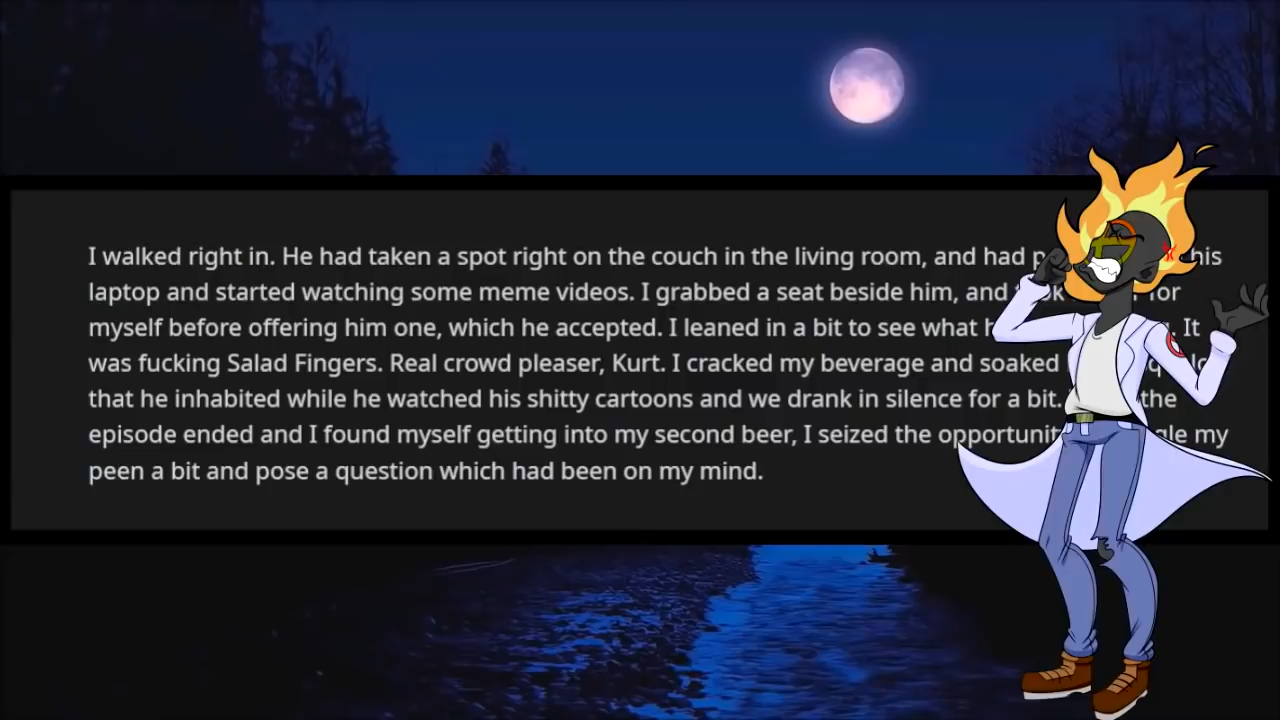 I walked right in. He had taken a spot right on the couch in the living room, and had his
laptop and started watching some meme videos. I grabbed a seat beside him, and for
myself before offering him one, which he accepted. I leaned in a bit to see what It
was fucking Salad Fingers. Real crowd pleaser, Kurt. I cracked my beverage and soaked
that he inhabited while he watched his shitty cartoons and we drank in silence for a bit. the
episode ended and I found myself getting into my second beer, I seized the my
peen a bit and pose a question which had been on my mind.